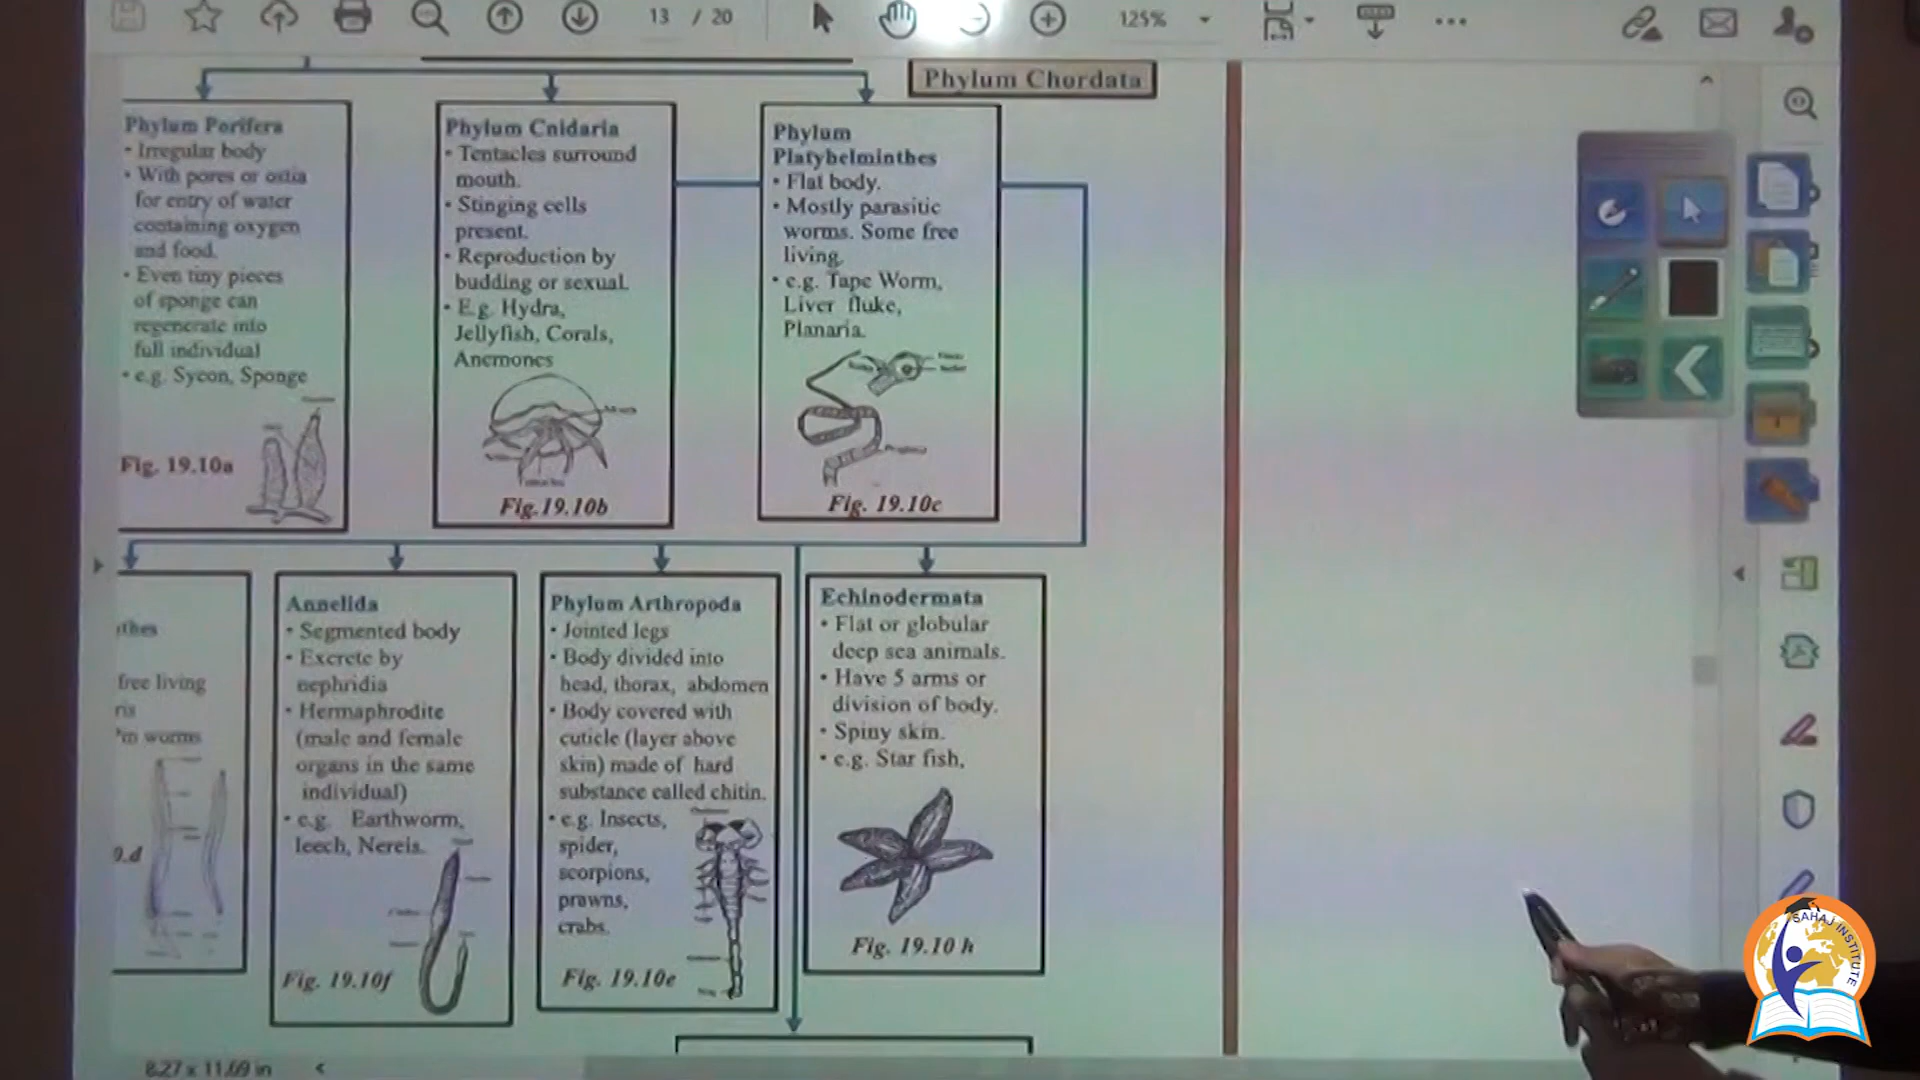 13 / 20
125%
Phylum Chordata
Phylum Porifera
• Irregular body
• With pores or ostia
for entry of water
containing oxygen
and food.
• Even tiny pieces
of sponge can
regenerate into
full individual
• e.g. Sycon, Sponge
Fig. 19.10a
Phylum Cnidaria
• Tentacles surround
mouth.
• Stinging cells
present.
• Reproduction by
budding or sexual.
• E.g. Hydra,
Jellyfish, Corals,
Anemones
Fig.19.10b
Phylum
Platyhelminthes
• Flat body.
• Mostly parasitic
worms. Some free
living.
• e.g. Tape Worm,
Liver fluke,
Planaria.
Fig. 19.10c
free living
worms
9.d
Annelida
• Segmented body
• Excrete by
nephridia
• Hermaphrodite
(male and female
organs in the same
individual)
• e.g. Earthworm,
leech, Nereis.
Fig. 19.10f
Phylum Arthropoda
• Jointed legs
• Body divided into
head, thorax, abdomen
• Body covered with
cuticle (layer above
skin) made of hard
substance called chitin.
• e.g. Insects,
spider,
scorpions,
prawns,
crabs.
Fig. 19.10e
Echinodermata
• Flat or globular
deep sea animals.
• Have 5 arms or
division of body.
• Spiny skin.
• e.g. Star fish,
Fig. 19.10 h
8.27 x 11.69 in
SAHAJ INSTITUTE